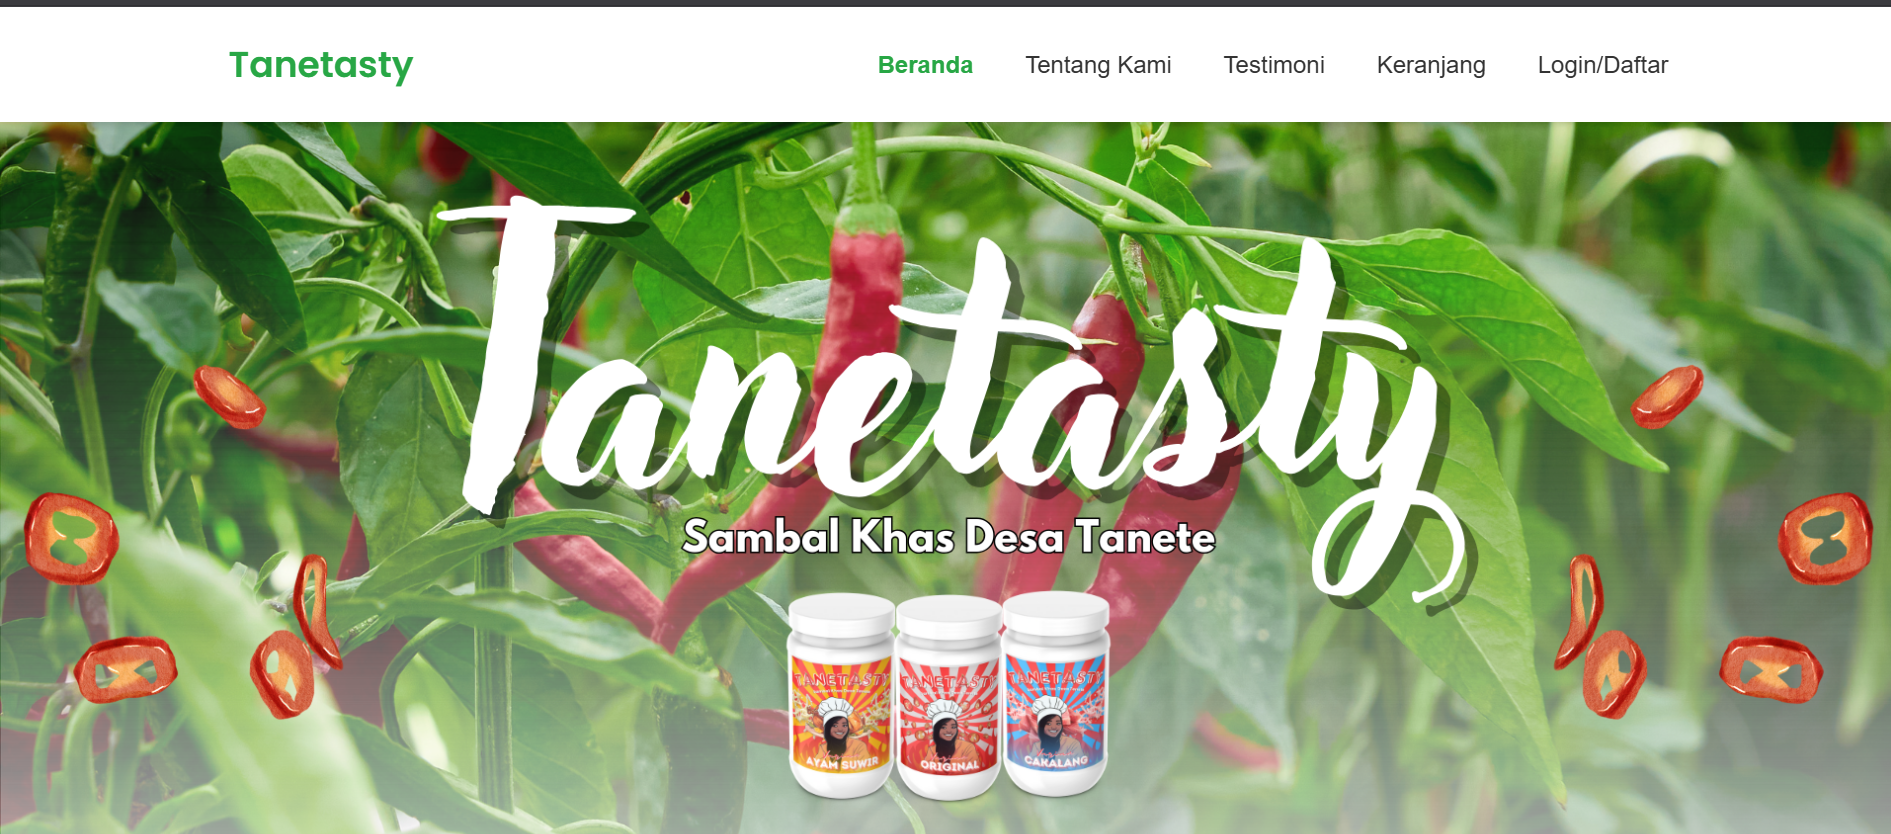 Tanetasty
Beranda Tentang Kami Testimoni Keranjang Login/Daftar
Tanetasty
Sambal Khas Desa Tanete
TANETASTY TANETASTY TANETASTY
AYAM SUWIR ORIGINAL CAKALANG